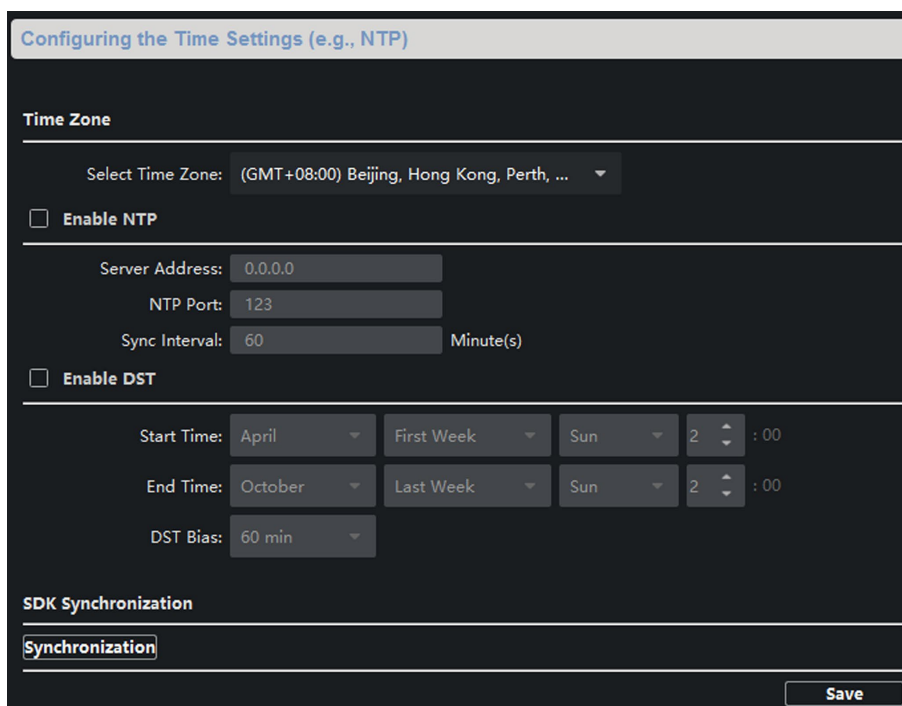 Configuring the Time Settings (e.g., NTP)
Time Zone
Select Time Zone: (GMT+08:00) Beijing, Hong Kong, Perth, ...
Enable NTP
Server Address: 0.0.0.0
NTP Port: 123
Sync Interval: 60 Minute(s)
Enable DST
Start Time: April First Week Sun 2 : 00
End Time: October Last Week Sun 2 : 00
DST Bias: 60 min
SDK Synchronization
Synchronization
Save